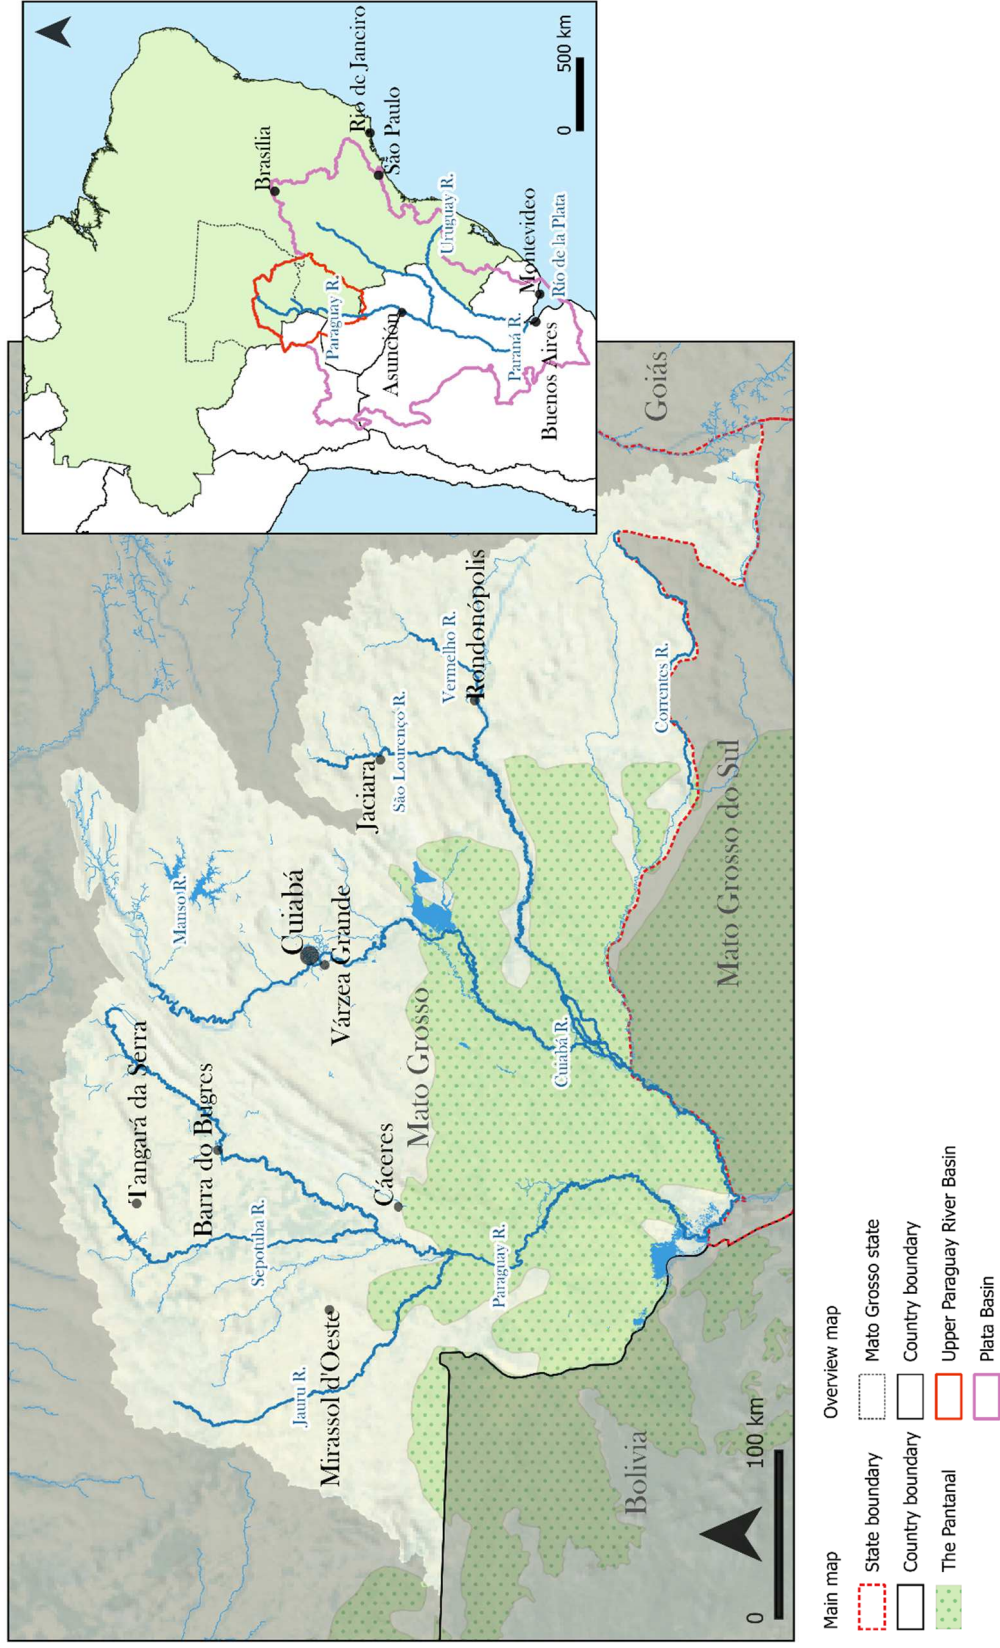 Tangará da Serra
Barra do Bugres
Sepotuba R.
Jauru R.
Mirassol d'Oeste
Cáceres
Paraguay R.
Manso R.
Cuiabá
Várzea Grande
Mato Grosso
Cuiabá R.
Jaciara
São Lourenço R.
Vermelho R.
Rondonópolis
Correntes R.
Mato Grosso do Sul
Goiás
Bolivia
0 100 km
Brasília
Rio de Janeiro
São Paulo
Paraguay R.
Asunción
Uruguay R.
Paraná R.
Montevideo
Buenos Aires
Río de la Plata
0 500 km
Main map
State boundary
Country boundary
The Pantanal
Overview map
Mato Grosso state
Country boundary
Upper Paraguay River Basin
Plata Basin